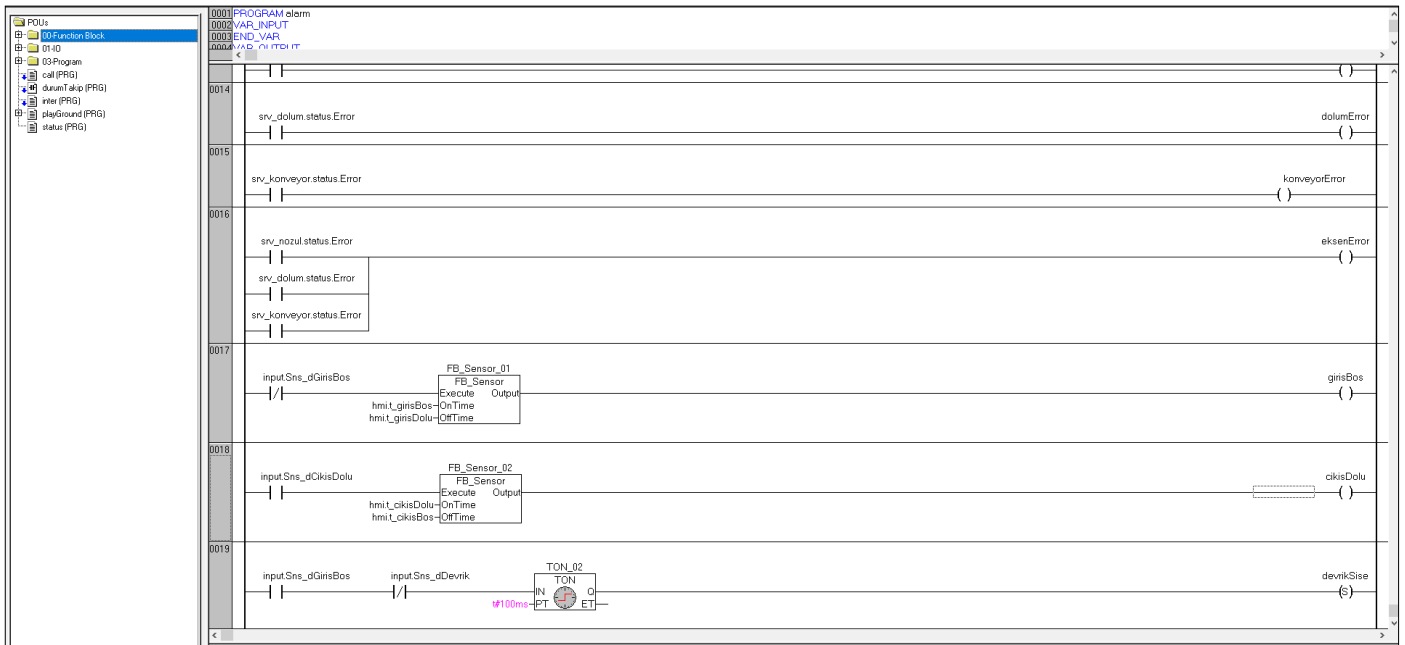 POUs
00-Function Block
01-IO
03-Program
call (PRG)
durumTakip (PRG)
inter (PRG)
playGround (PRG)
status (PRG)
0001 PROGRAM alarm
0002 VAR_INPUT
0003 END_VAR
0004 VAR_OUTPUT
0014
srv_dolum.status.Error dolumError
0015
srv_konveyor.status.Error konveyorError
0016
srv_nozul.status.Error eksenError
srv_dolum.status.Error
srv_konveyor.status.Error
0017
FB_Sensor_01
input.Sns_dGirisBos FB_Sensor girisBos
Execute Output
hmi.t_girisBos OnTime
hmi.t_girisDolu OffTime
0018
FB_Sensor_02
input.Sns_dCikisDolu FB_Sensor cikisDolu
Execute Output
hmi.t_cikisDolu OnTime
hmi.t_cikisBos OffTime
0019
TON_02
input.Sns_dGirisBos input.Sns_dDevrik TON devrikSise
IN Q S
t#100ms PT ET